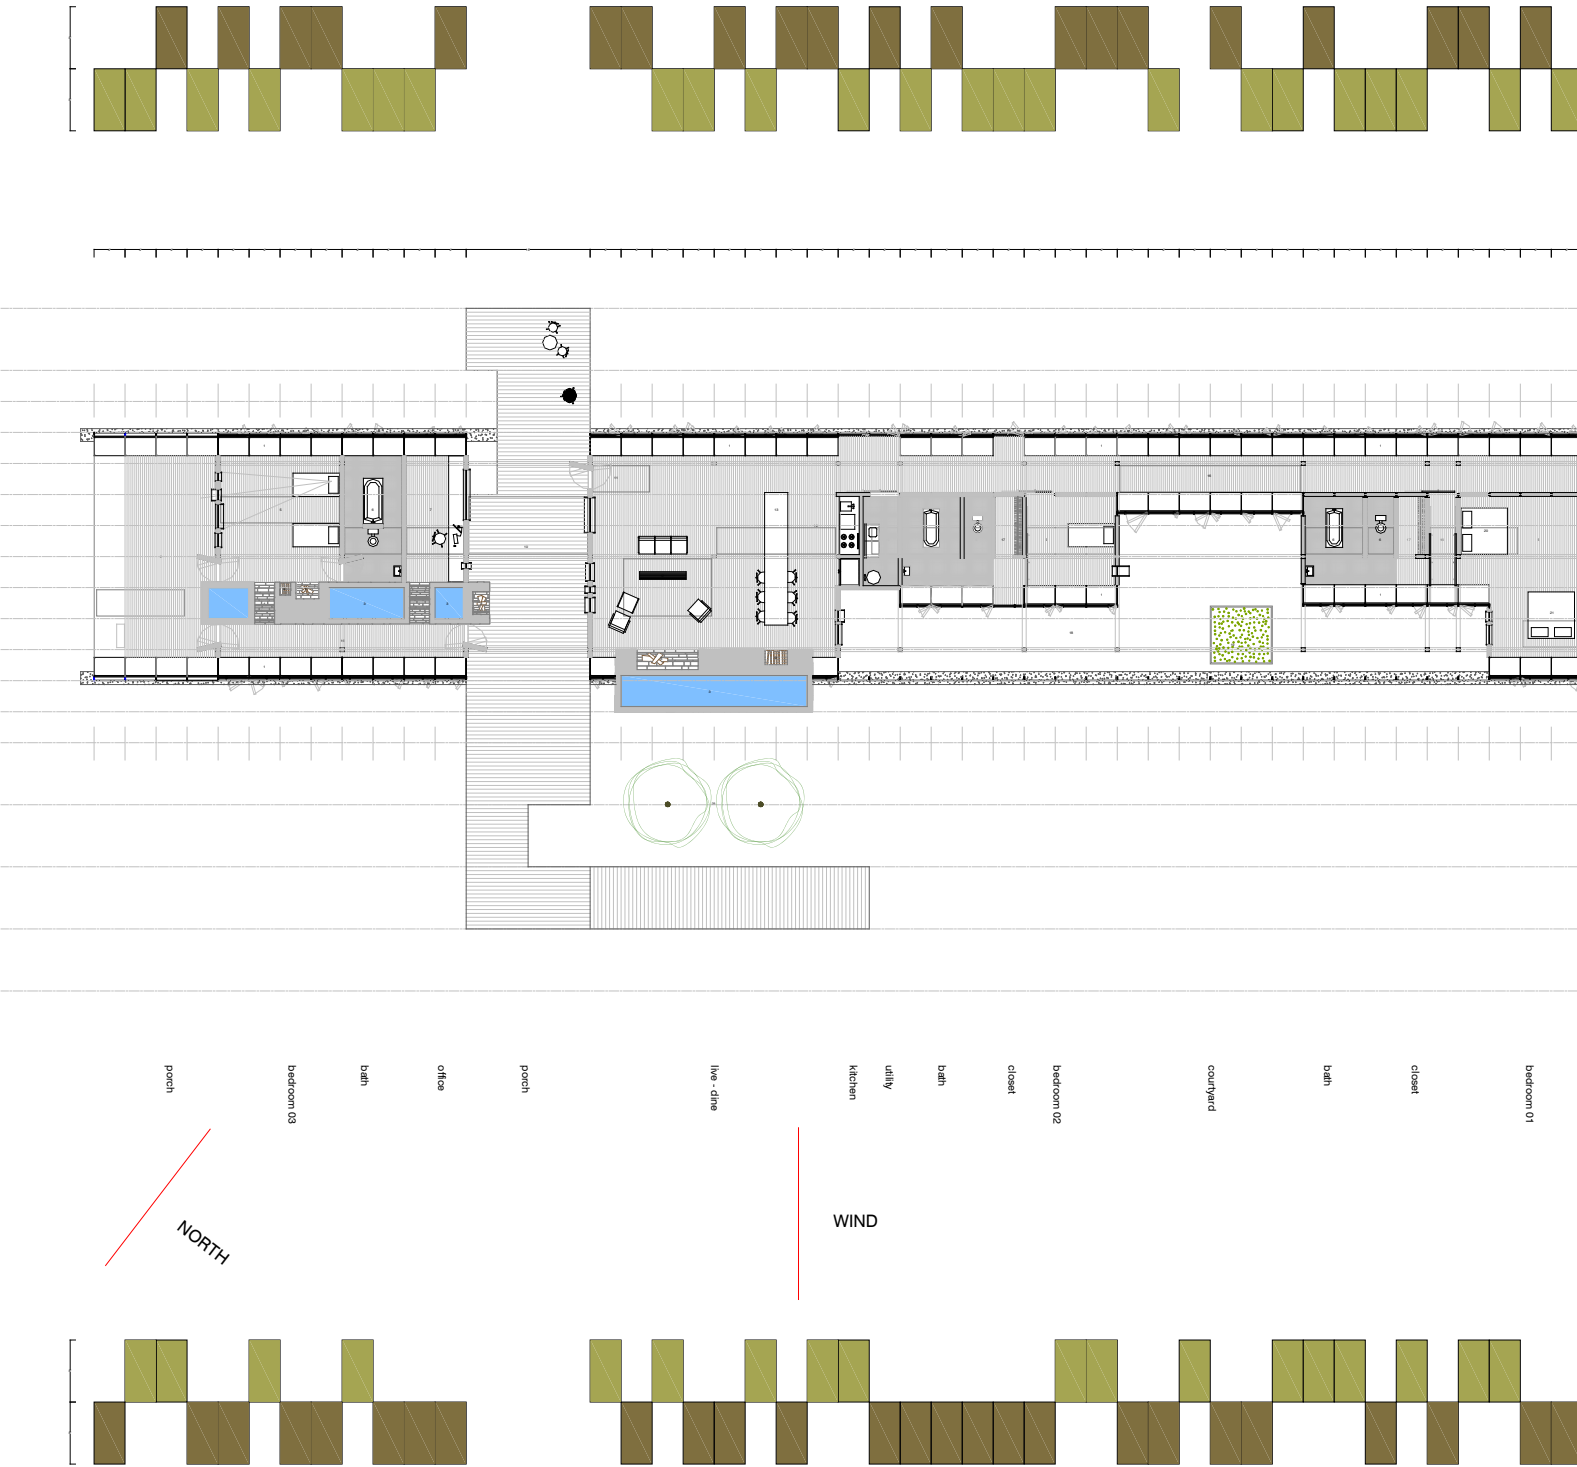 porch
bedroom 03
bath
office
porch
live - dine
kitchen
utility
bath
closet
bedroom 02
courtyard
bath
closet
bedroom 01
NORTH
WIND